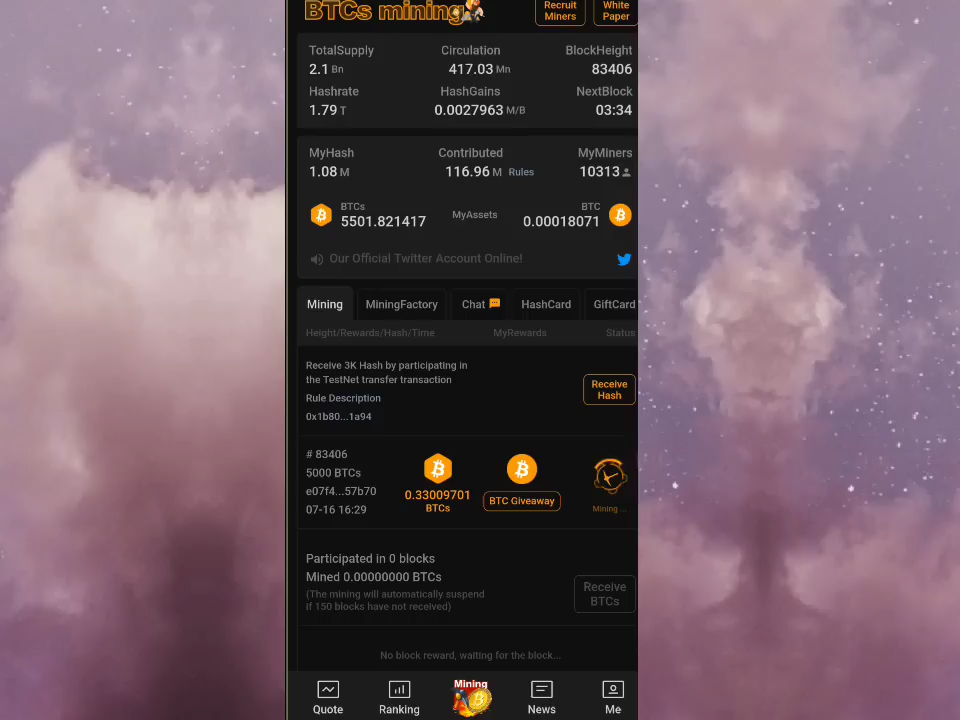 BTCs mining
Recruit Miners
White Paper
TotalSupply Circulation BlockHeight
2.1 Bn 417.03 Mn 83406
Hashrate HashGains NextBlock
1.79 T 0.0027963 M/B 03:34
MyHash Contributed MyMiners
1.08 M 116.96 M Rules 10313
BTCs BTC
5501.821417 MyAssets 0.00018071
Our Official Twitter Account Online!
Mining MiningFactory Chat HashCard GiftCard
Height/Rewards/Hash/Time MyRewards Status
Receive 3K Hash by participating in
the TestNet transfer transaction
Rule Description
0x1b80...1a94
Receive
Hash
# 83406
5000 BTCs
e07f4...57b70
07-16 16:29
0.33009701
BTCs
BTC Giveaway
Mining ...
Participated in 0 blocks
Mined 0.00000000 BTCs
(The mining will automatically suspend
if 150 blocks have not received)
Receive
BTCs
No block reward, waiting for the block...
Mining
Quote Ranking News Me